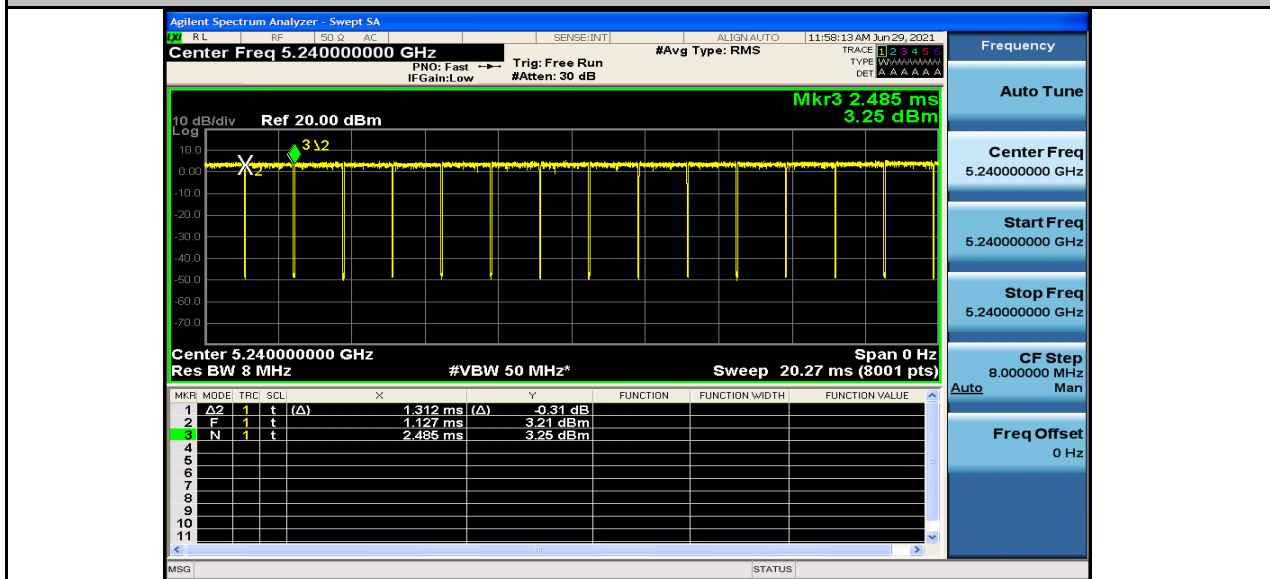 Agilent Spectrum Analyzer - Swept SA
LXI RL RF 50 Ω AC SENSE:INT ALIGN AUTO 11:58:13 AM Jun 29, 2021
Center Freq 5.240000000 GHz
PNO: Fast
IFGain:Low
Trig: Free Run
#Atten: 30 dB
#Avg Type: RMS
TRACE 1 2 3 4 5 6
TYPE WWWWWW
DET A A A A A A
Mkr3 2.485 ms
3.25 dBm
10 dB/div Ref 20.00 dBm
Log
10.0
0.00
-10.0
-20.0
-30.0
-40.0
-50.0
-60.0
-70.0
X2
3Δ2
Center 5.240000000 GHz Span 0 Hz
Res BW 8 MHz #VBW 50 MHz* Sweep 20.27 ms (8001 pts)
MKR MODE TRC SCL X Y FUNCTION FUNCTION WIDTH FUNCTION VALUE
1 Δ2 1 t (Δ) 1.312 ms (Δ) -0.31 dB
2 F 1 t 1.127 ms 3.21 dBm
3 N 1 t 2.485 ms 3.25 dBm
4
5
6
7
8
9
10
11
MSG STATUS
Frequency
Auto Tune
Center Freq
5.240000000 GHz
Start Freq
5.240000000 GHz
Stop Freq
5.240000000 GHz
CF Step
8.000000 MHz
Auto Man
Freq Offset
0 Hz